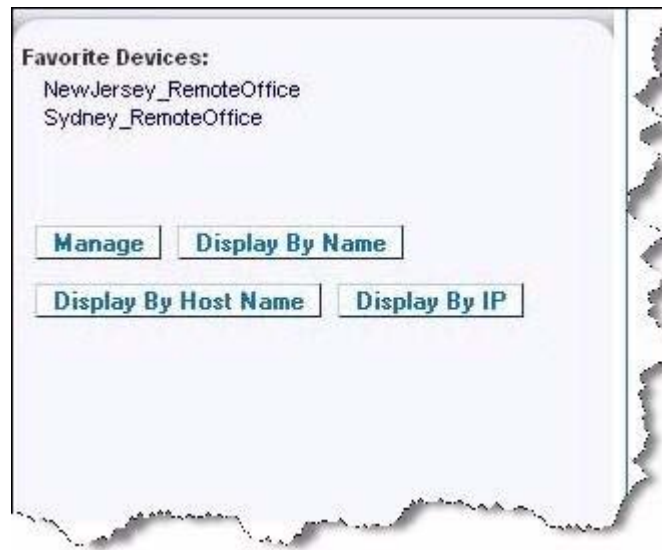 Favorite Devices:
NewJersey_RemoteOffice
Sydney_RemoteOffice
Manage Display By Name
Display By Host Name Display By IP